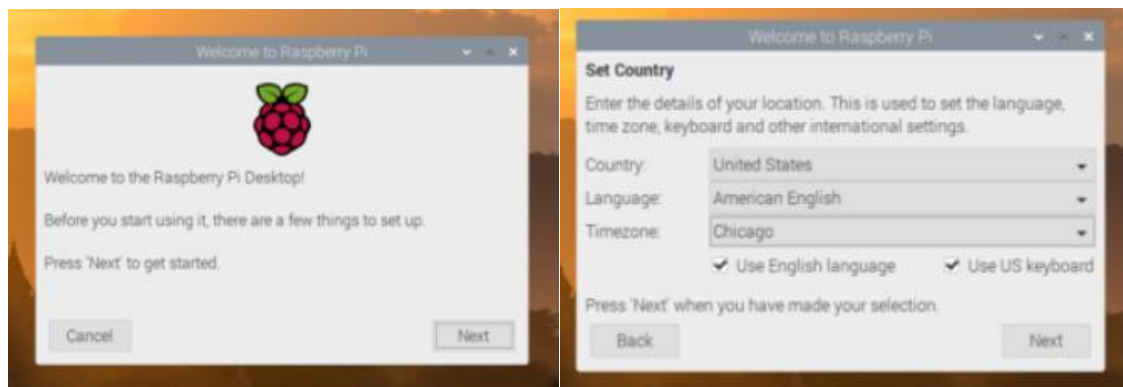 Welcome to Raspberry Pi
Welcome to the Raspberry Pi Desktop!
Before you start using it, there are a few things to set up.
Press 'Next' to get started.
Cancel
Next
Welcome to Raspberry Pi
Set Country
Enter the details of your location. This is used to set the language,
time zone, keyboard and other international settings.
Country: United States
Language: American English
Timezone: Chicago
Use English language Use US keyboard
Press 'Next' when you have made your selection.
Back
Next